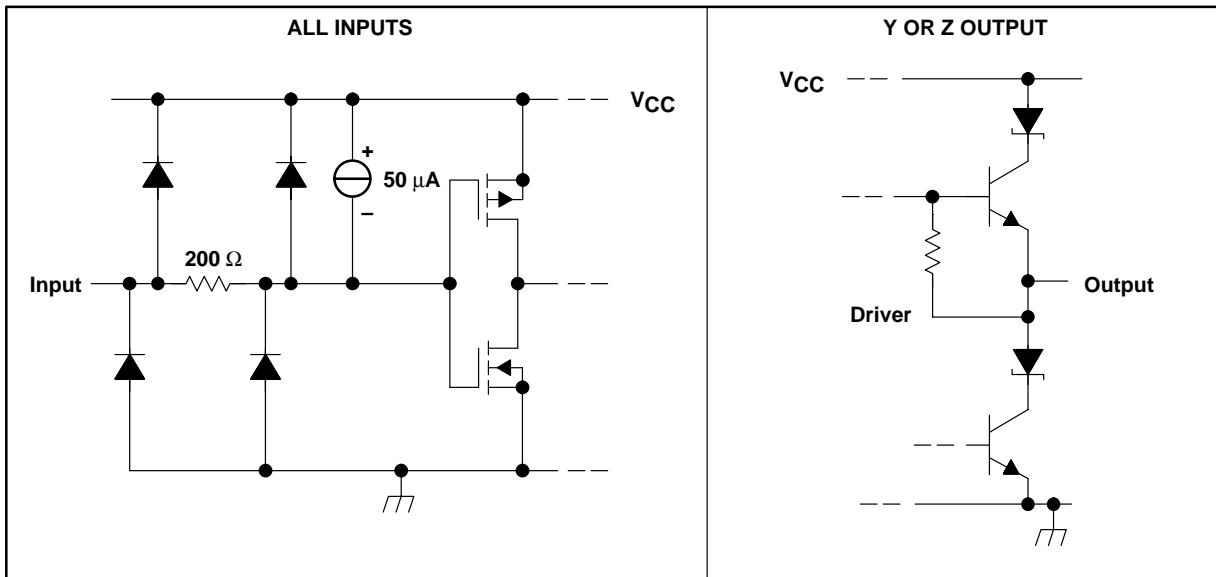 ALL INPUTS
VCC
+
50 μA
−
200 Ω
Input
Y OR Z OUTPUT
VCC
Output
Driver